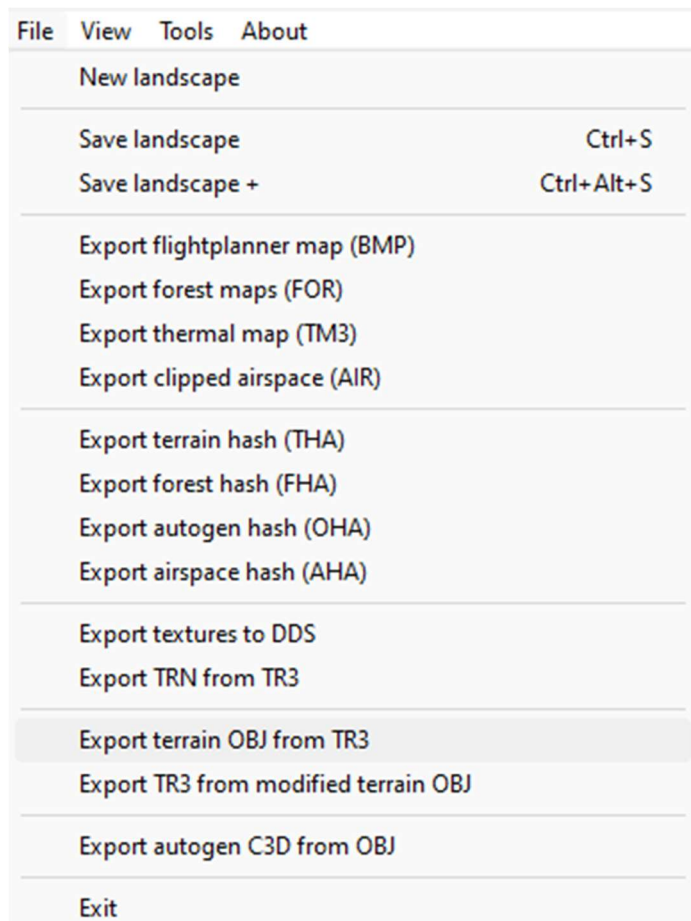 File View Tools About
New landscape
Save landscape Ctrl+S
Save landscape + Ctrl+Alt+S
Export flightplanner map (BMP)
Export forest maps (FOR)
Export thermal map (TM3)
Export clipped airspace (AIR)
Export terrain hash (THA)
Export forest hash (FHA)
Export autogen hash (OHA)
Export airspace hash (AHA)
Export textures to DDS
Export TRN from TR3
Export terrain OBJ from TR3
Export TR3 from modified terrain OBJ
Export autogen C3D from OBJ
Exit